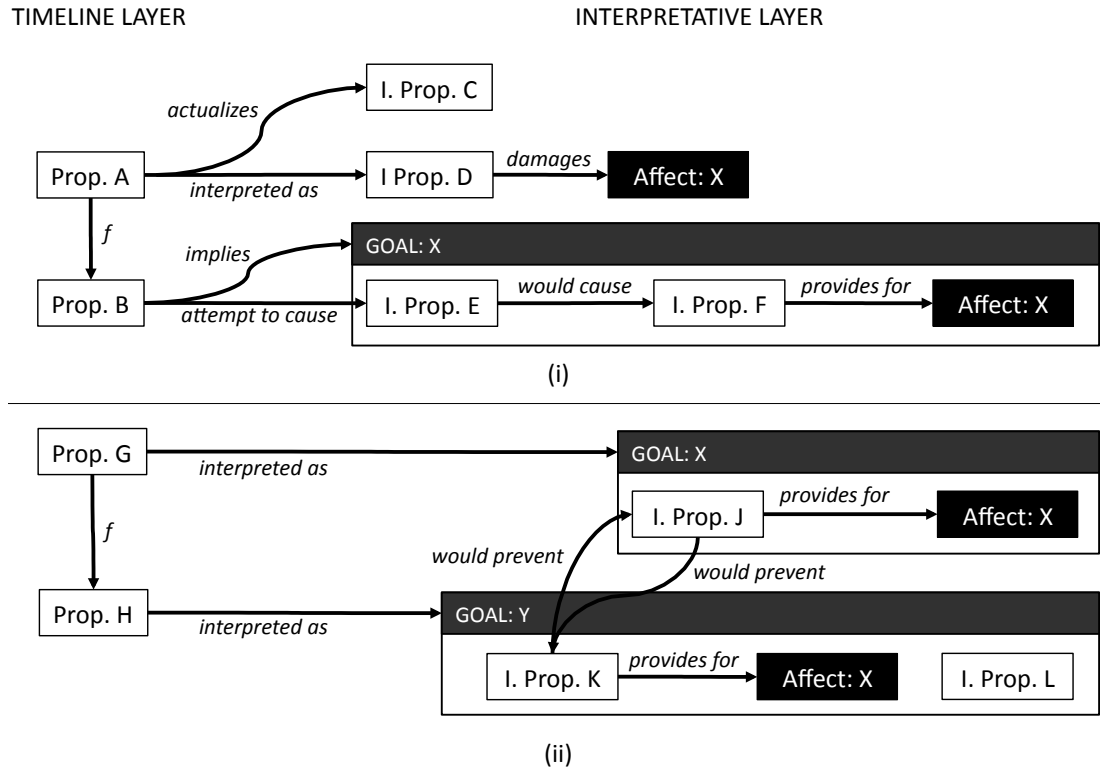 TIMELINE LAYER
INTERPRETATIVE LAYER
I. Prop. C
actualizes
Prop. A
interpreted as
I Prop. D
damages
Affect: X
f
implies
GOAL: X
Prop. B
attempt to cause
I. Prop. E
would cause
I. Prop. F
provides for
Affect: X
(i)
Prop. G
interpreted as
GOAL: X
f
I. Prop. J
provides for
Affect: X
would prevent
would prevent
Prop. H
interpreted as
GOAL: Y
I. Prop. K
provides for
Affect: X
I. Prop. L
(ii)